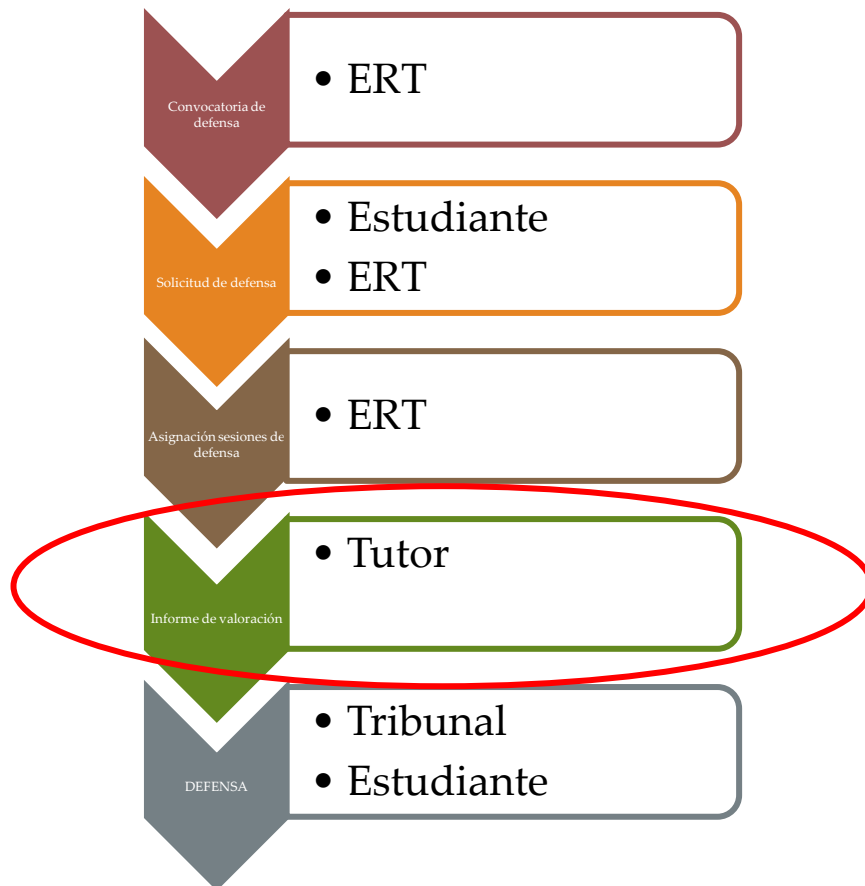 Convocatoria de
defensa
• ERT
Solicitud de defensa
• Estudiante
• ERT
Asignación sesiones de
defensa
• ERT
Informe de valoración
• Tutor
DEFENSA
• Tribunal
• Estudiante